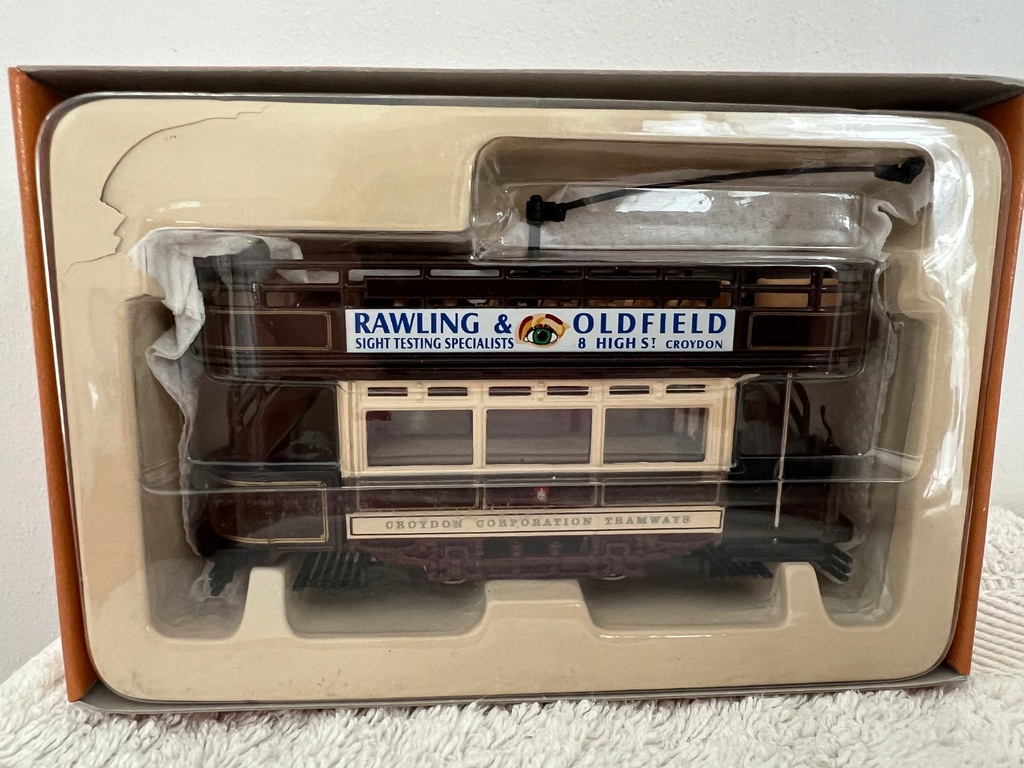 RAWLING & OLDFIELD
SIGHT TESTING SPECIALISTS 8 HIGH ST CROYDON
CROYDON CORPORATION TRAMWAYS